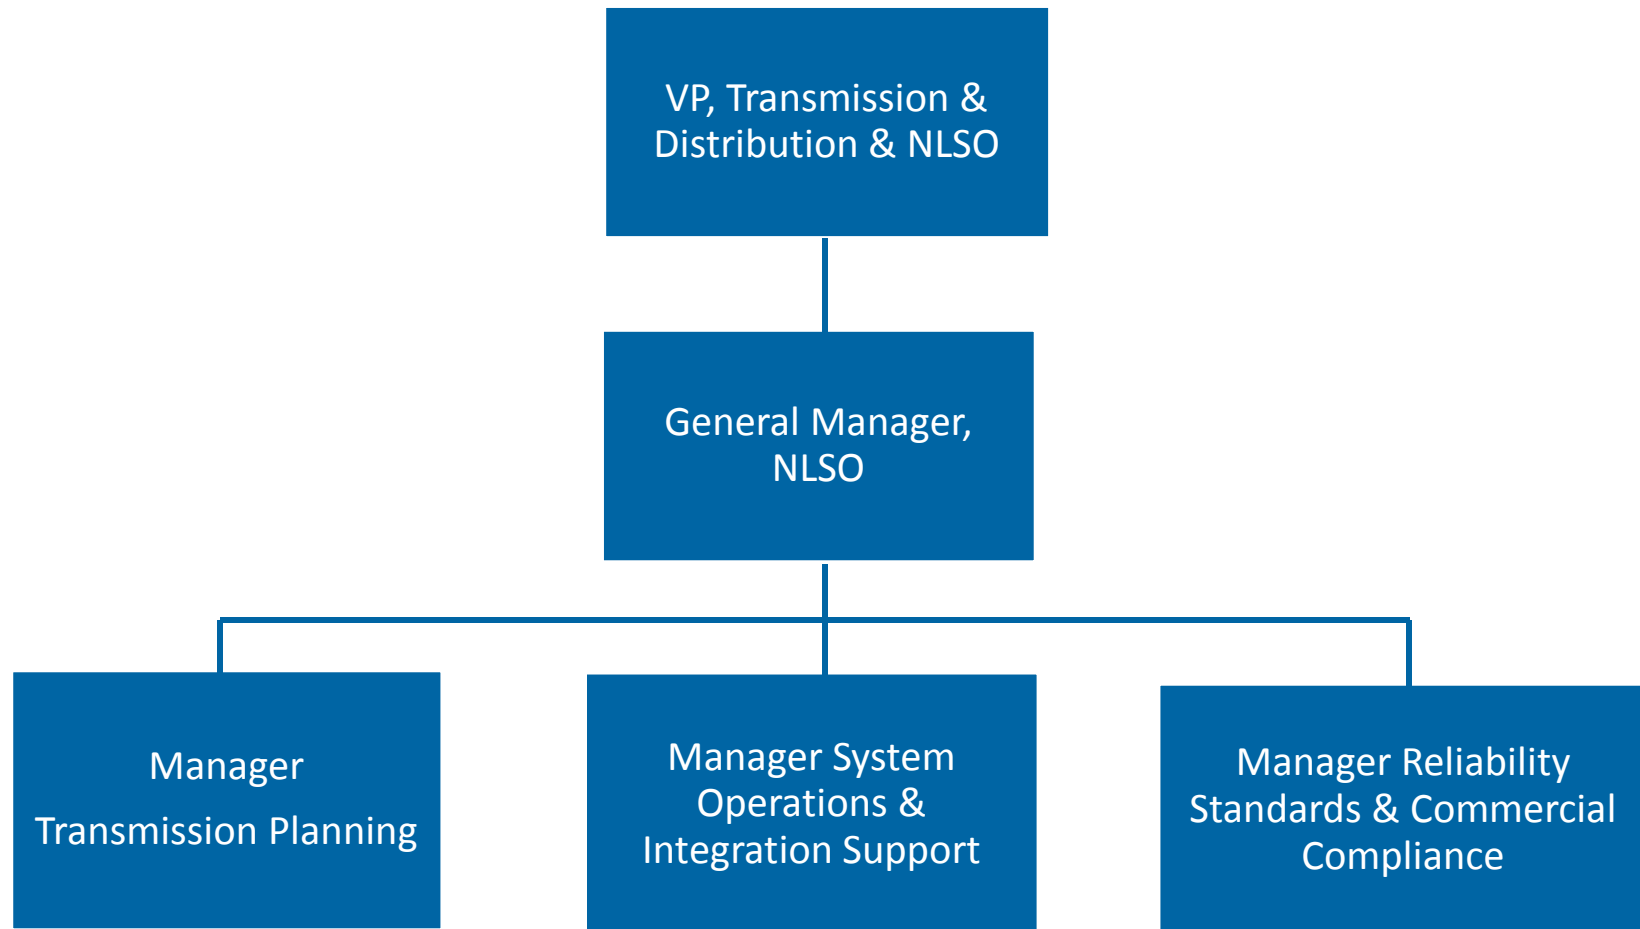 VP, Transmission &
Distribution & NLSO
General Manager,
NLSO
Manager
Transmission Planning
Manager System
Operations &
Integration Support
Manager Reliability
Standards & Commercial
Compliance